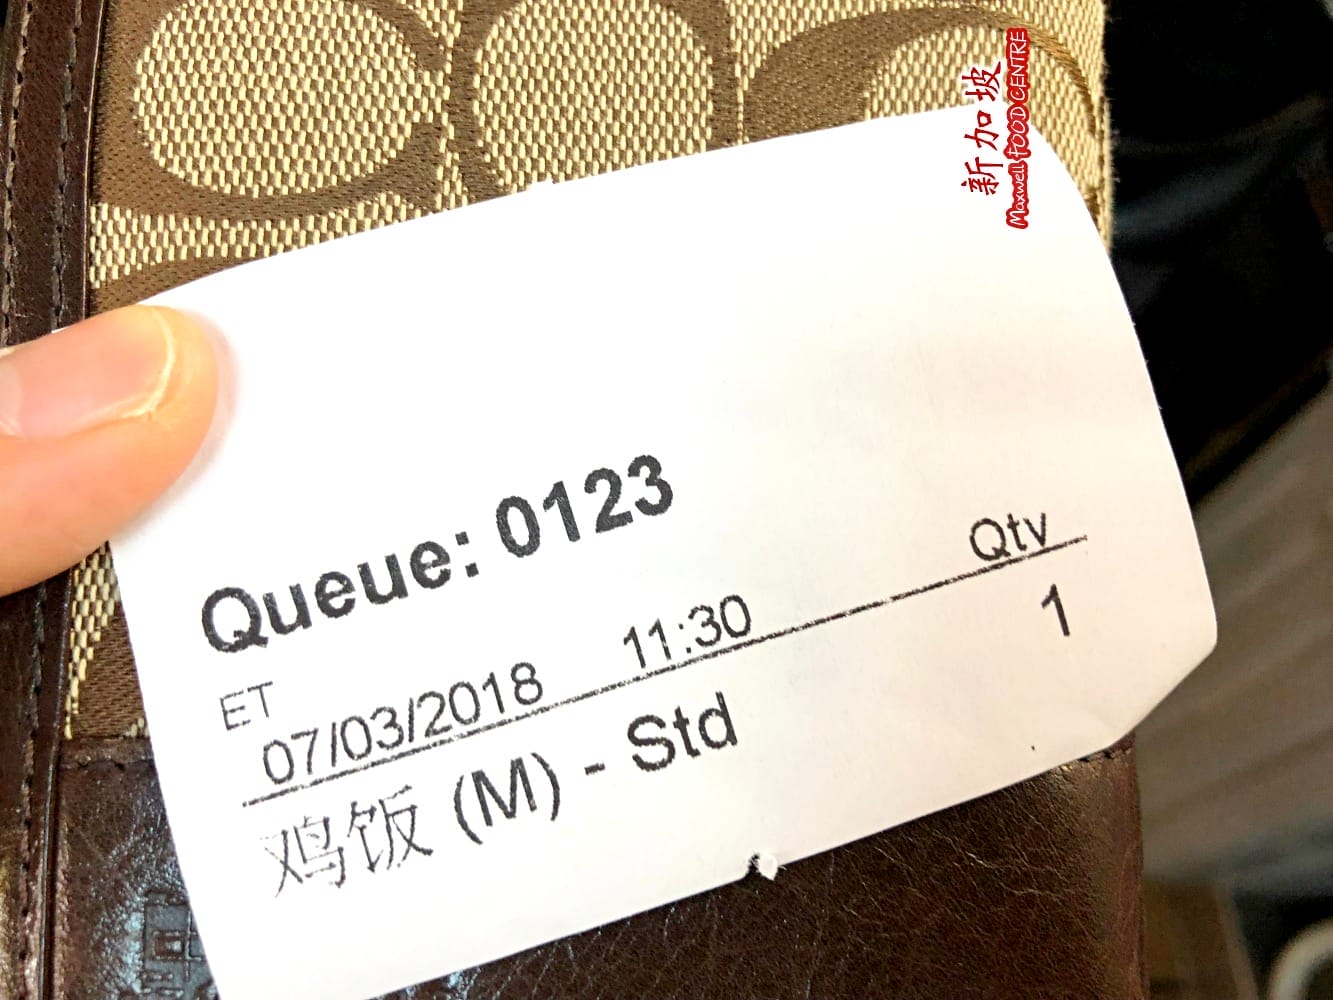 新加坡
Maxwell FOOD CENTRE
Queue: 0123
ET
07/03/2018 11:30 Qty
鸡饭 (M) - Std 1